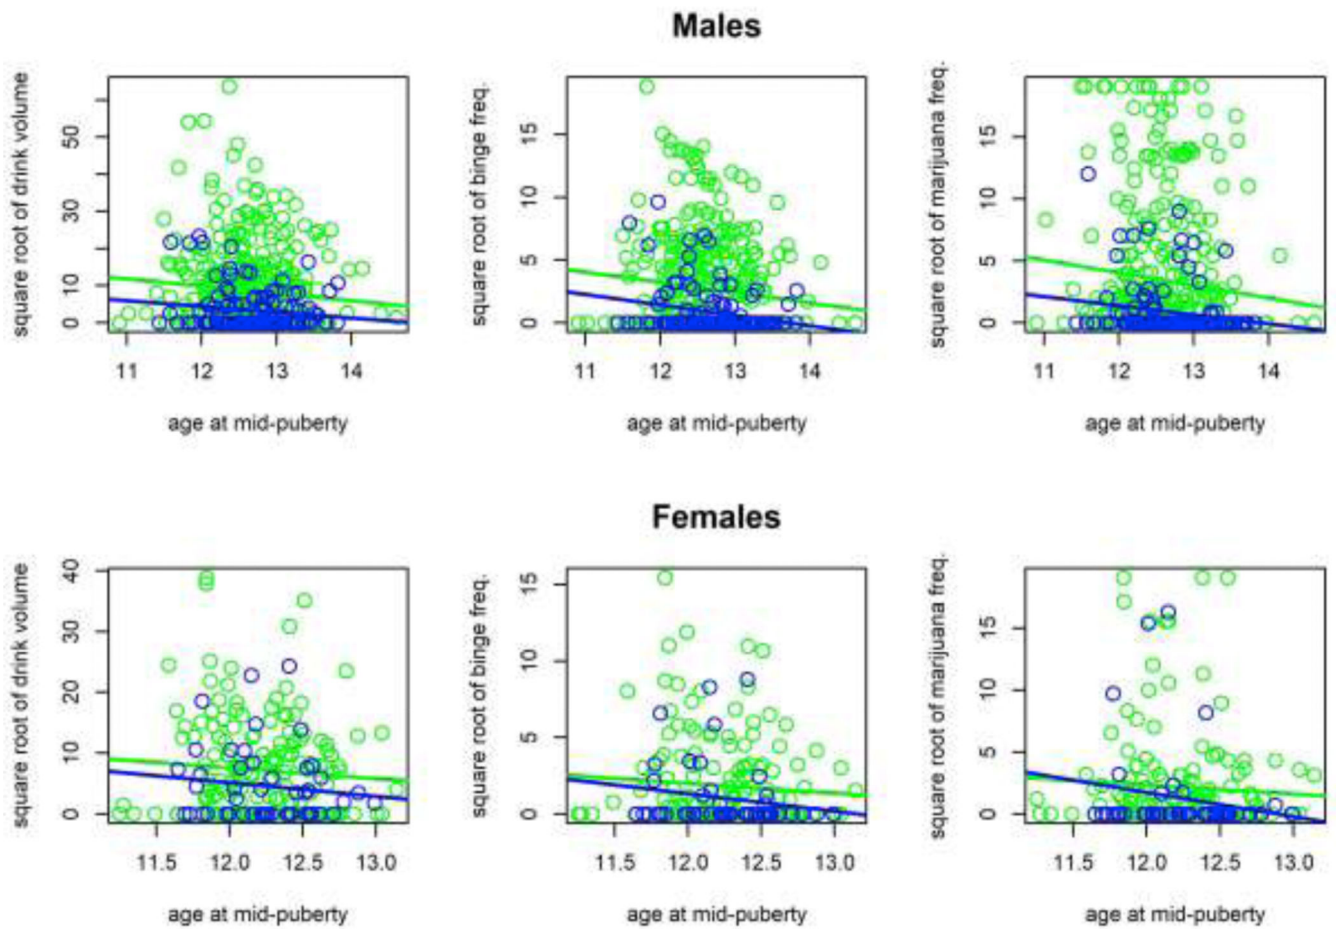 Males
square root of drink volume
50
30
10
0
11 12 13 14
age at mid-puberty
square root of binge freq.
15
10
5
0
11 12 13 14
age at mid-puberty
square root of marijuana freq.
15
10
5
0
11 12 13 14
age at mid-puberty
Females
square root of drink volume
40
30
20
10
0
11.5 12.0 12.5 13.0
age at mid-puberty
square root of binge freq.
15
10
5
0
11.5 12.0 12.5 13.0
age at mid-puberty
square root of marijuana freq.
15
10
5
0
11.5 12.0 12.5 13.0
age at mid-puberty